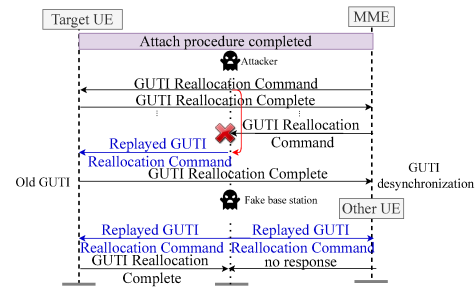 Target UE
MME
Attach procedure completed
Attacker
GUTI Reallocation Command
GUTI Reallocation Complete
GUTI Reallocation
Command
Replayed GUTI
Reallocation Command
GUTI Reallocation Complete
Old GUTI
GUTI
desynchronization
Fake base station
Other UE
Replayed GUTI
Reallocation Command
Replayed GUTI
Reallocation Command
GUTI Reallocation
Complete
no response